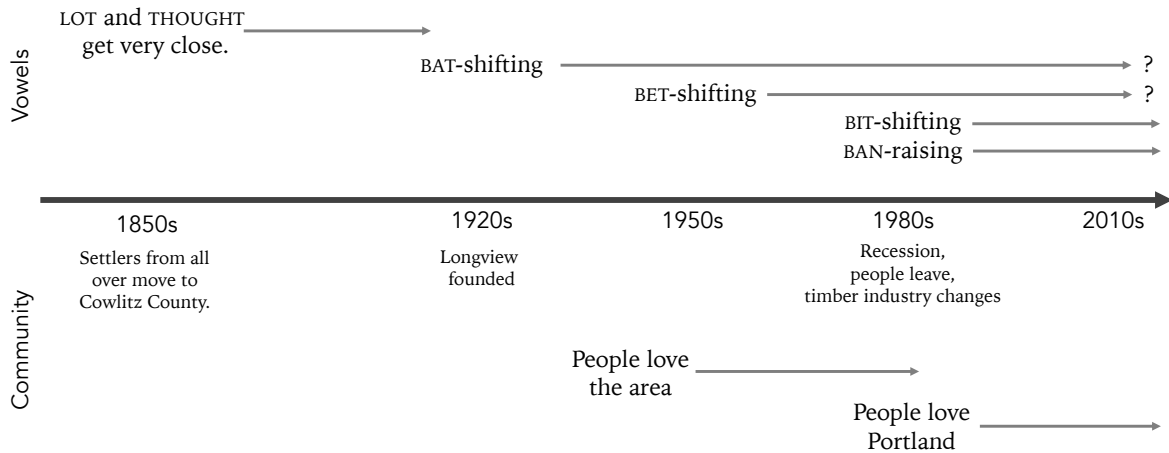 LOT and THOUGHT
get very close.
BAT-shifting
?
BET-shifting
?
BIT-shifting
BAN-raising
Vowels
1850s
1920s
1950s
1980s
2010s
Settlers from all
over move to
Cowlitz County.
Longview
founded
Recession,
people leave,
timber industry changes
Community
People love
the area
People love
Portland